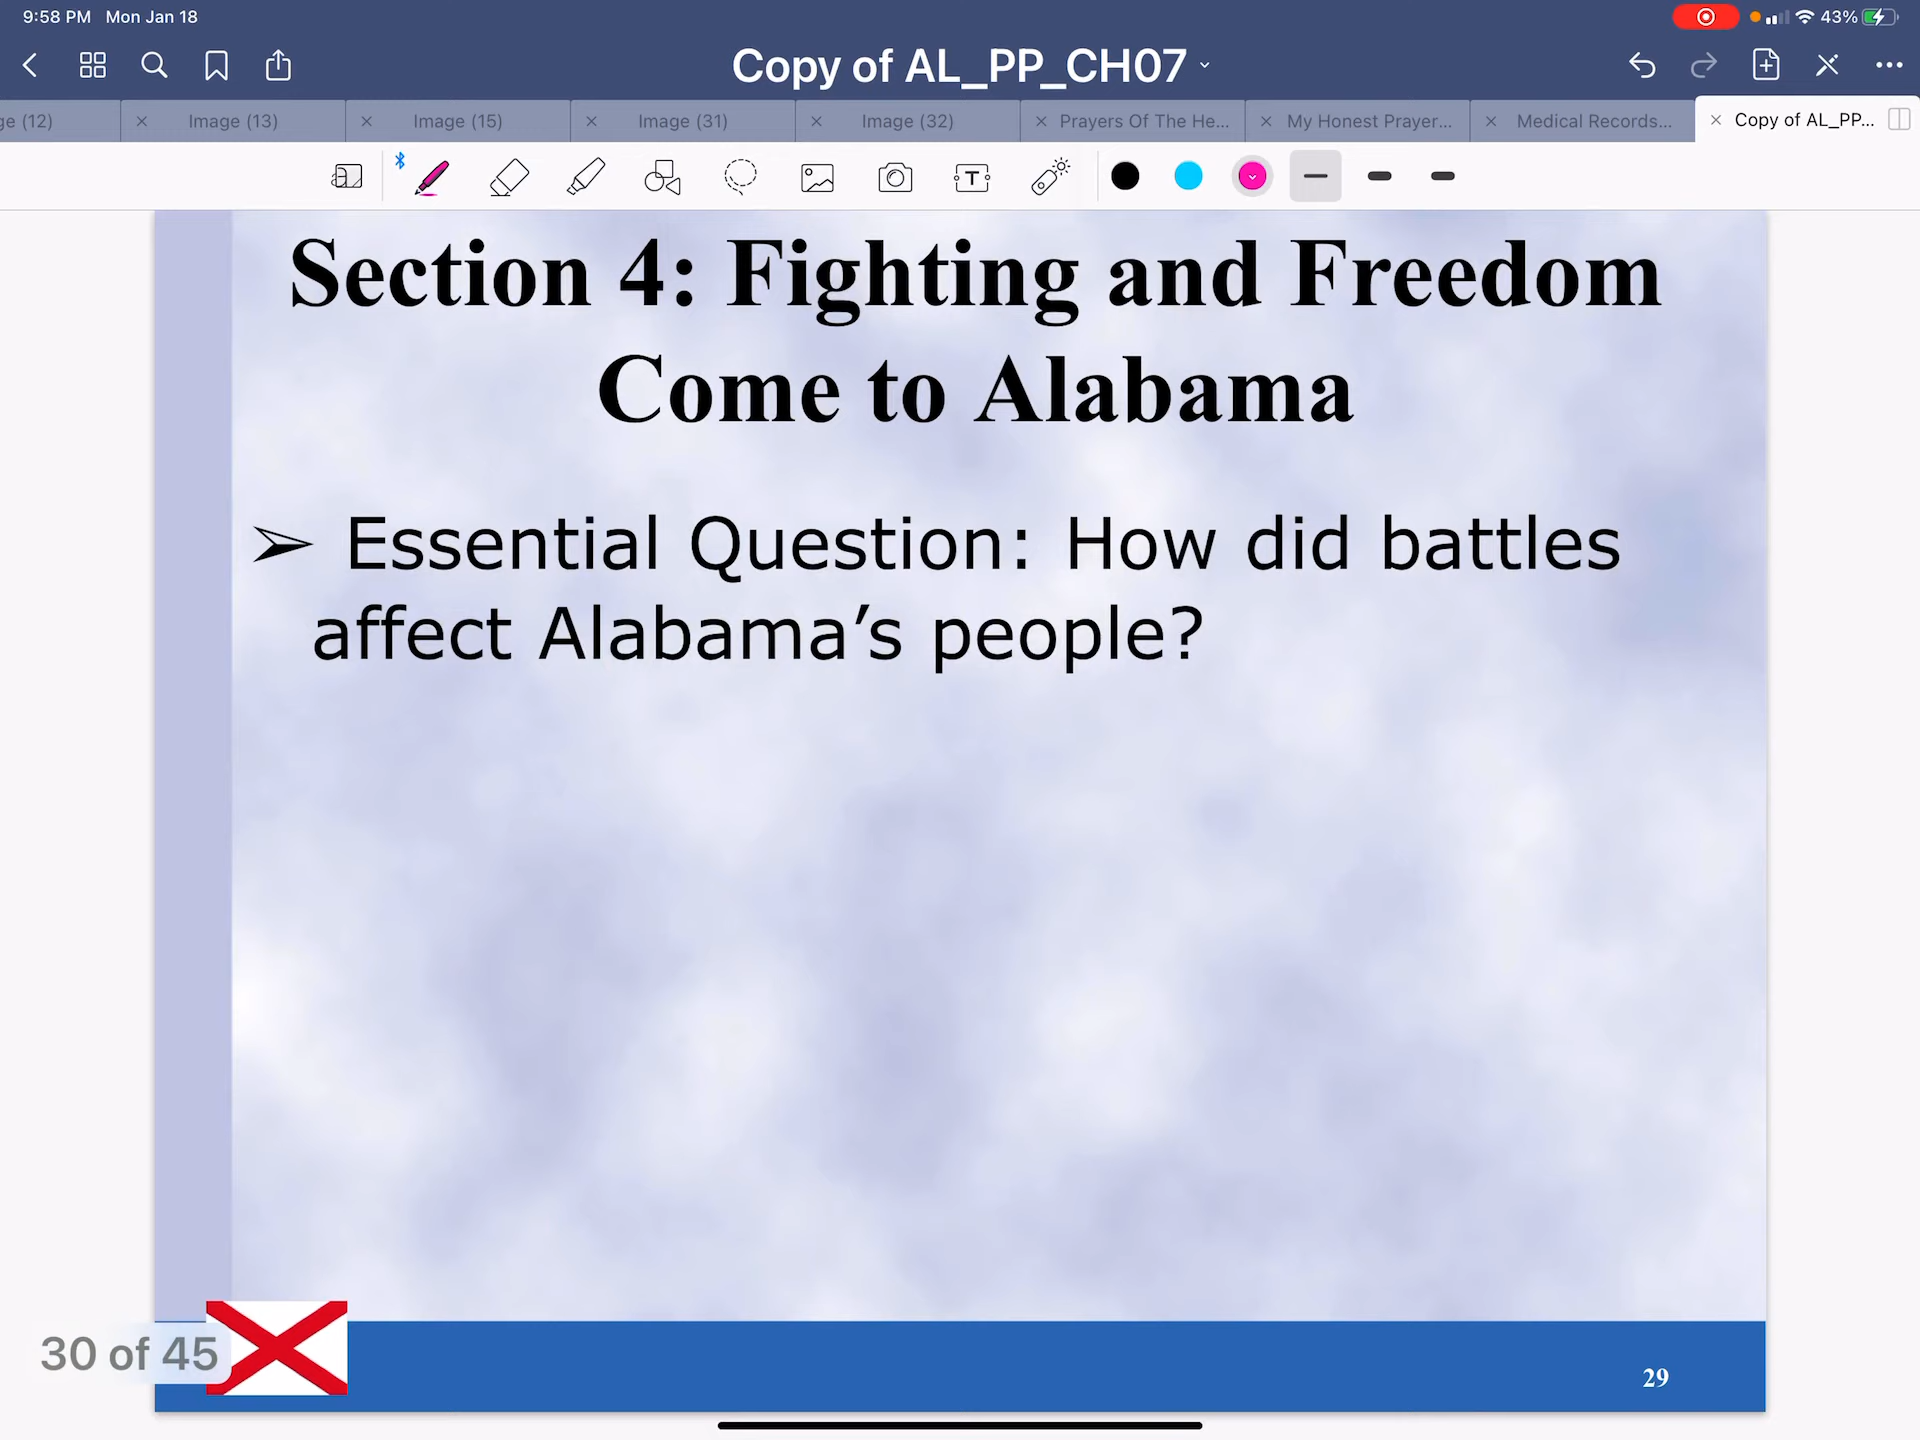 9:58 PM Mon Jan 18
43%
Copy of AL_PP_CH07
ge (12)
Image (13)
Image (15)
Image (31)
Image (32)
Prayers Of The He...
My Honest Prayer...
Medical Records...
Copy of AL_PP...
Section 4: Fighting and Freedom
Come to Alabama
➢ Essential Question: How did battles
affect Alabama’s people?
30 of 45
29